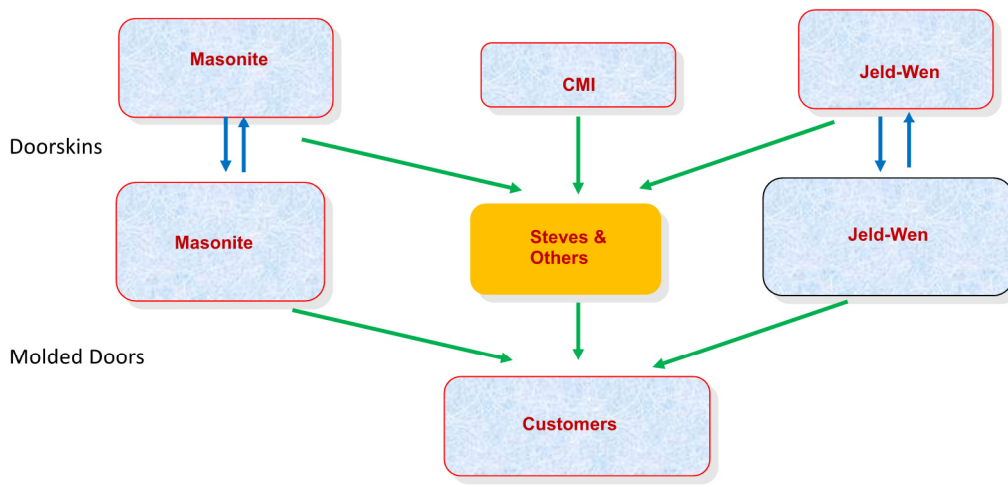 Masonite
CMI
Jeld-Wen
Doorskins
Masonite
Steves &
Others
Jeld-Wen
Molded Doors
Customers